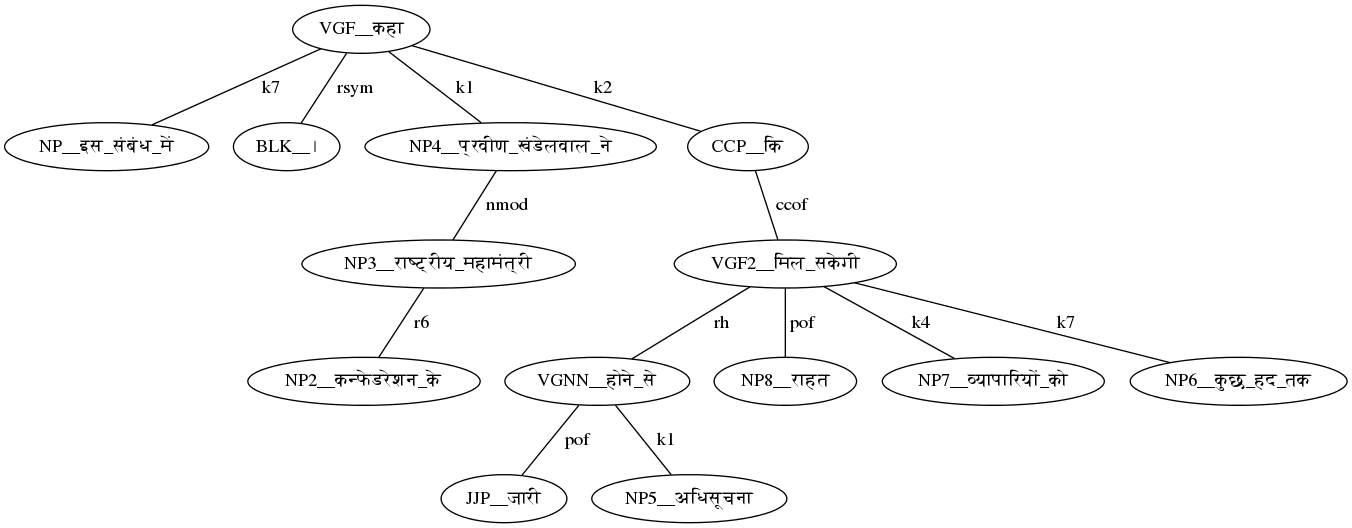 VGF__कहा
k7 rsym k1 k2
NP__इस_संबंध_में BLK__। NP4__प्रवीण_खंडेलवाल_ने CCP__कि
nmod ccof
NP3__राष्ट्रीय_महामंत्री VGF2__मिल_सकेगी
r6 rh pof k4 k7
NP2__कन्फेडरेशन_के VGNN__होने_से NP8__राहत NP7__व्यापारियों_को NP6__कुछ_हद_तक
pof k1
JJP__जारी NP5__अधिसूचना